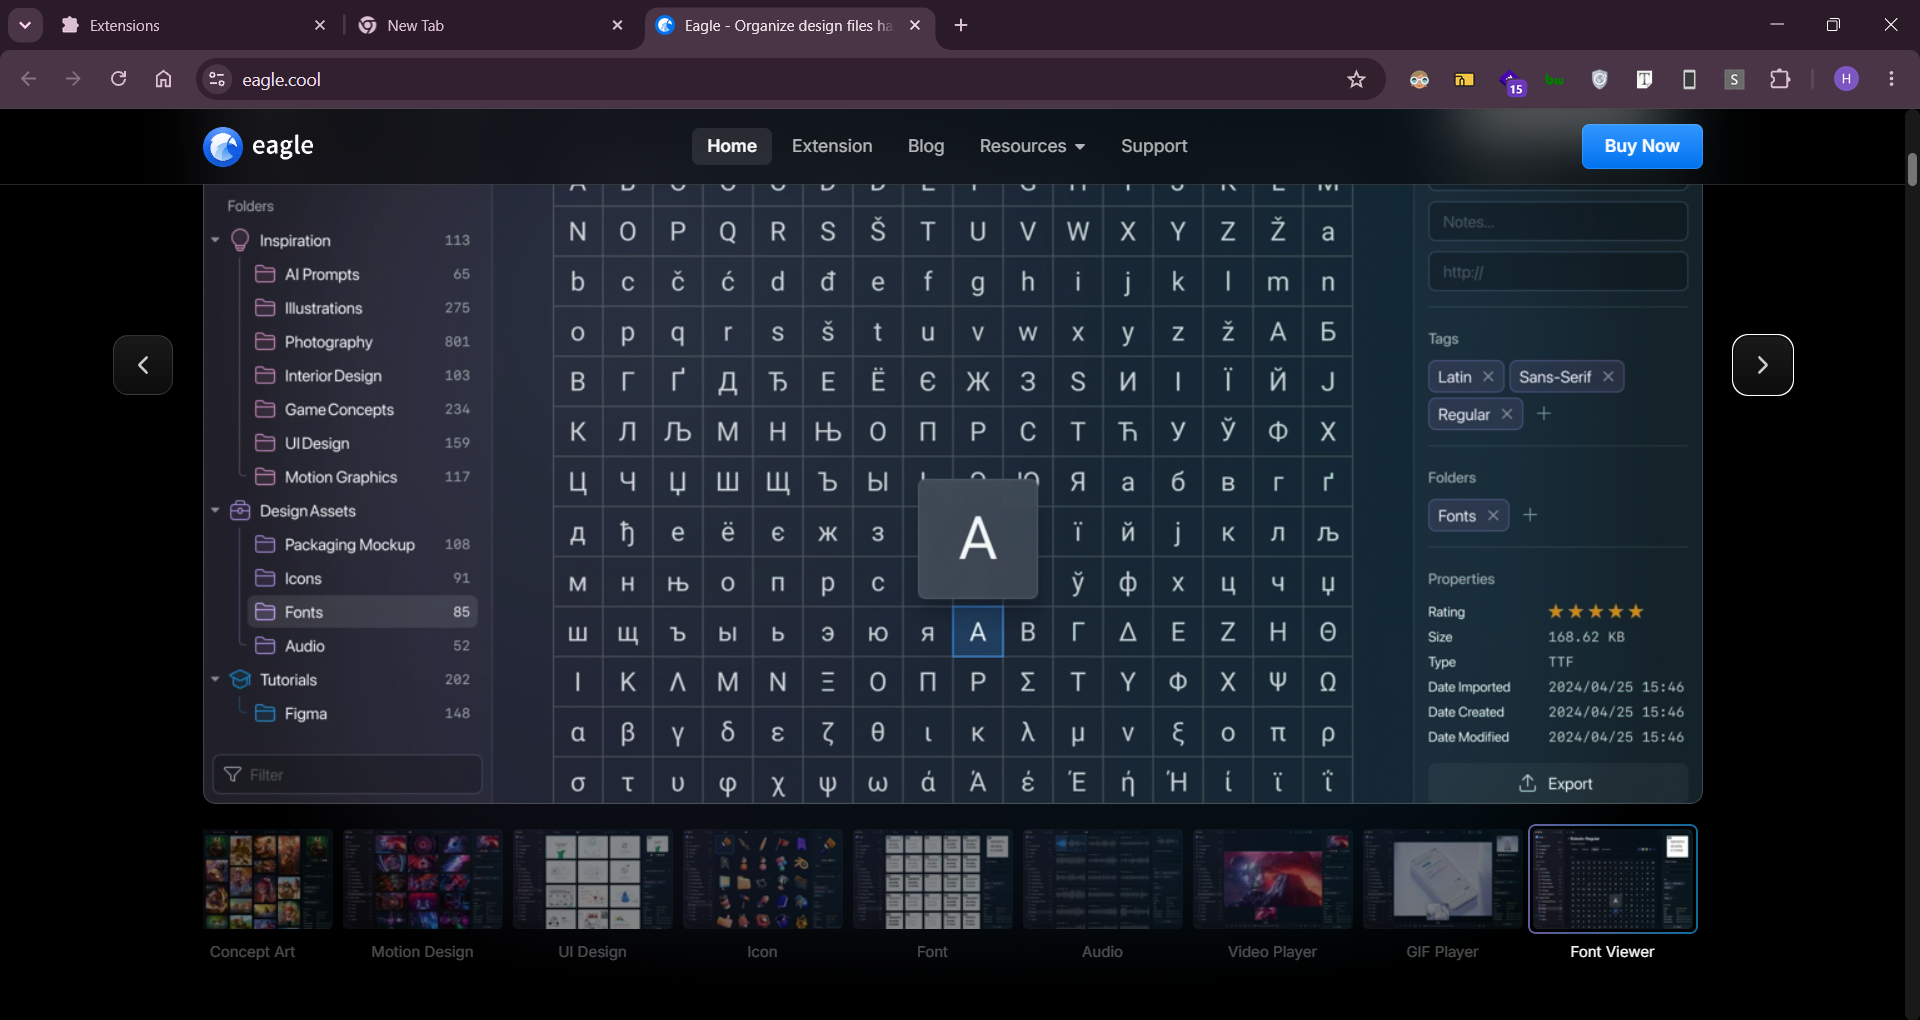 Extensions
New Tab
Eagle - Organize design files ha
eagle.cool
15
bw
T
S
H
eagle
Home
Extension
Blog
Resources
Support
Buy Now
Folders
Inspiration 113
AI Prompts 65
Illustrations 275
Photography 801
Interior Design 103
Game Concepts 234
UI Design 159
Motion Graphics 117
Design Assets
Packaging Mockup 108
Icons 91
Fonts 85
Audio 52
Tutorials 202
Figma 148
Filter
N O P Q R S Š T U V W X Y Z Ž a
b c č ć d đ e f g h i j k l m n
o p q r s š t u v w x y z ž А Б
В Г Ґ Д Ђ Е Ё Є Ж З Ѕ И І Ї Й Ј
К Л Љ М Н Њ О П Р С Т Ћ У Ў Ф Х
Ц Ч Џ Ш Щ Ъ Ы Ь Э Ю Я а б в г ґ
д ђ е ё є ж з ї й ј к л љ
A
м н њ о п р с ў ф х ц ч џ
ш щ ъ ы ь э ю я Α Β Γ Δ Ε Ζ Η Θ
Ι Κ Λ Μ Ν Ξ Ο Π Ρ Σ Τ Υ Φ Χ Ψ Ω
α β γ δ ε ζ θ ι κ λ μ ν ξ ο π ρ
σ τ υ φ χ ψ ω ά Ά έ Έ ή Ή ί ϊ ΐ
Notes...
http://
Tags
Latin
Sans-Serif
Regular
Folders
Fonts
Properties
Rating ★★★★★
Size 168.62 KB
Type TTF
Date Imported 2024/04/25 15:46
Date Created 2024/04/25 15:46
Date Modified 2024/04/25 15:46
Export
Concept Art
Motion Design
UI Design
Icon
Font
Audio
Video Player
GIF Player
Font Viewer